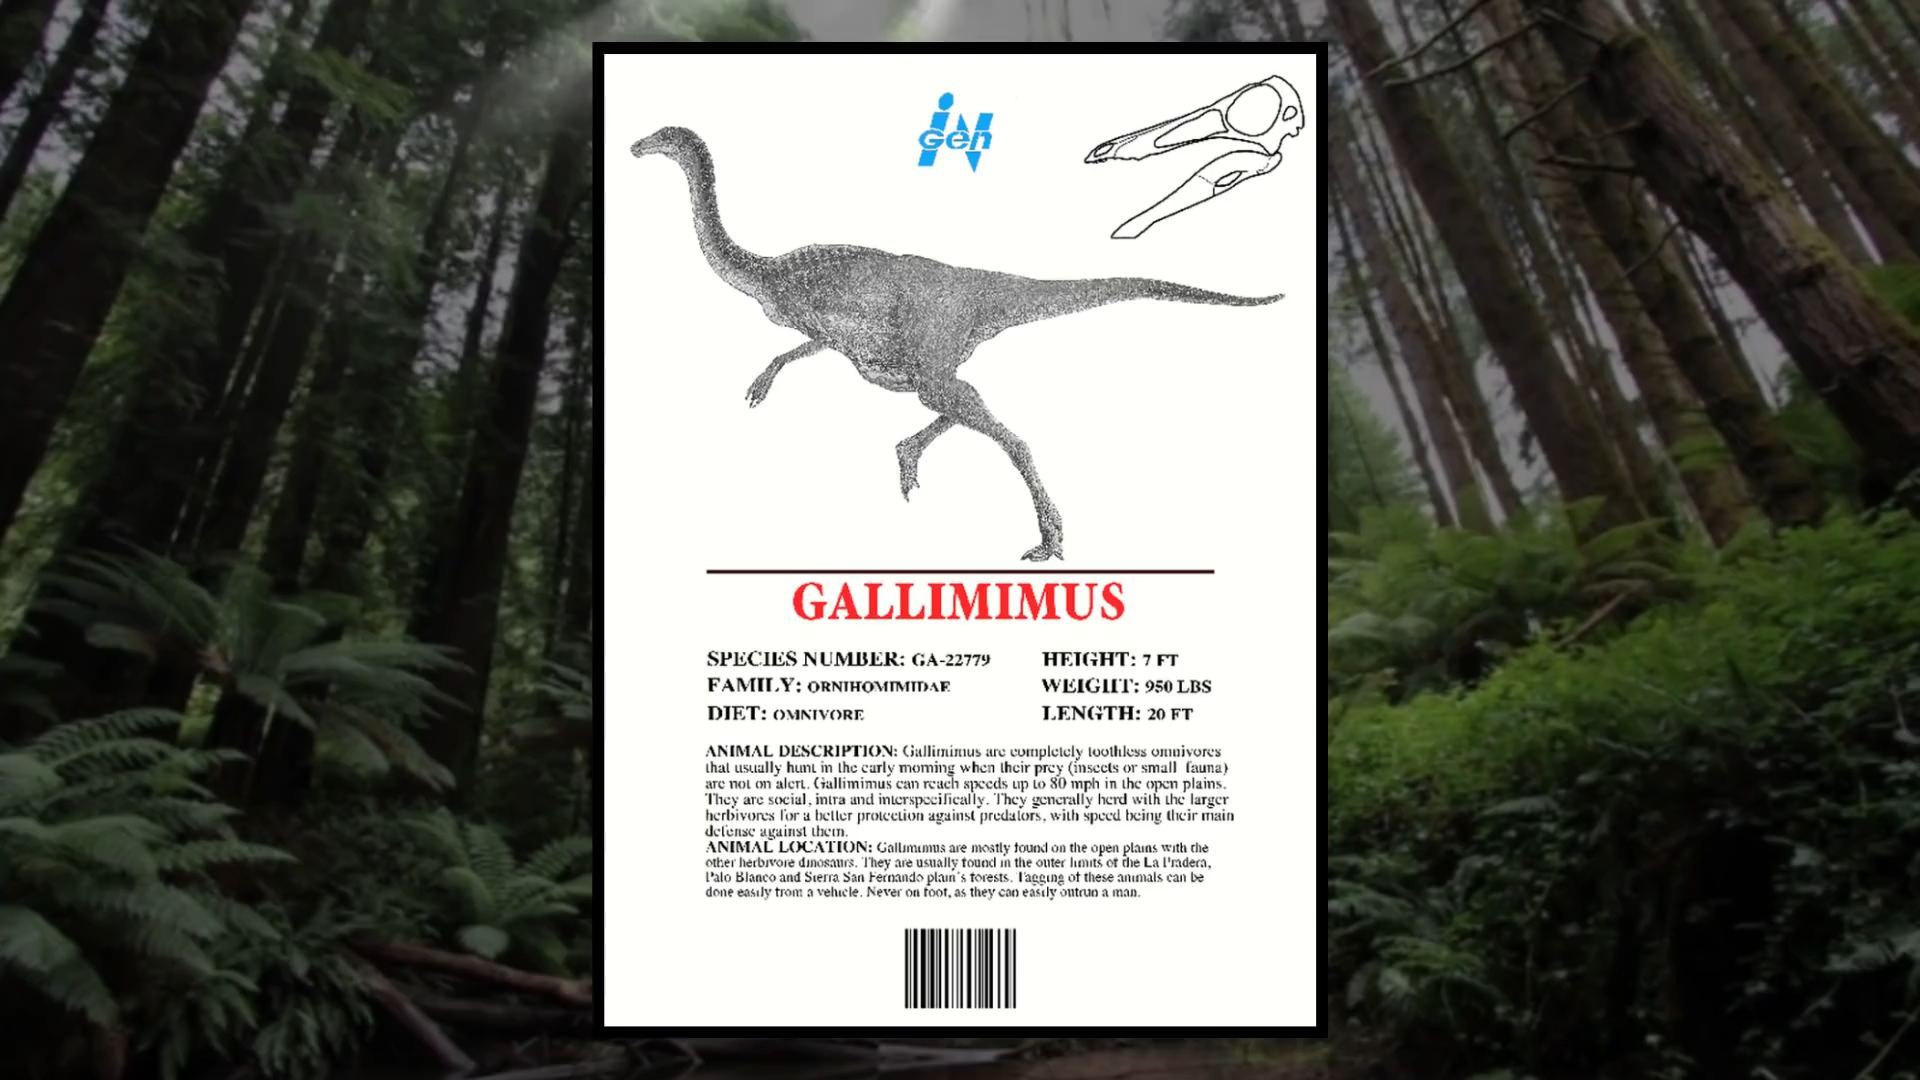 inGen
GALLIMIMUS
SPECIES NUMBER: GA-22779
FAMILY: ORNIHOMIMIDAE
DIET: OMNIVORE
HEIGHT: 7 FT
WEIGHT: 950 LBS
LENGTH: 20 FT
ANIMAL DESCRIPTION: Gallimimus are completely toothless omnivores
that usually hunt in the early morning when their prey (insects or small fauna)
are not on alert. Gallimimus can reach speeds up to 80 mph in the open plains.
They are social, intra and interspecifically. They generally herd with the larger
herbivores for a better protection against predators, with speed being their main
defense against them.
ANIMAL LOCATION: Gallimimus are mostly found on the open plains with the
other herbivore dinosaurs. They are usually found in the outer limits of the La Pradera,
Palo Blanco and Sierra San Fernando plain's forests. Tagging of these animals can be
done easily from a vehicle. Never on foot, as they can easily outrun a man.